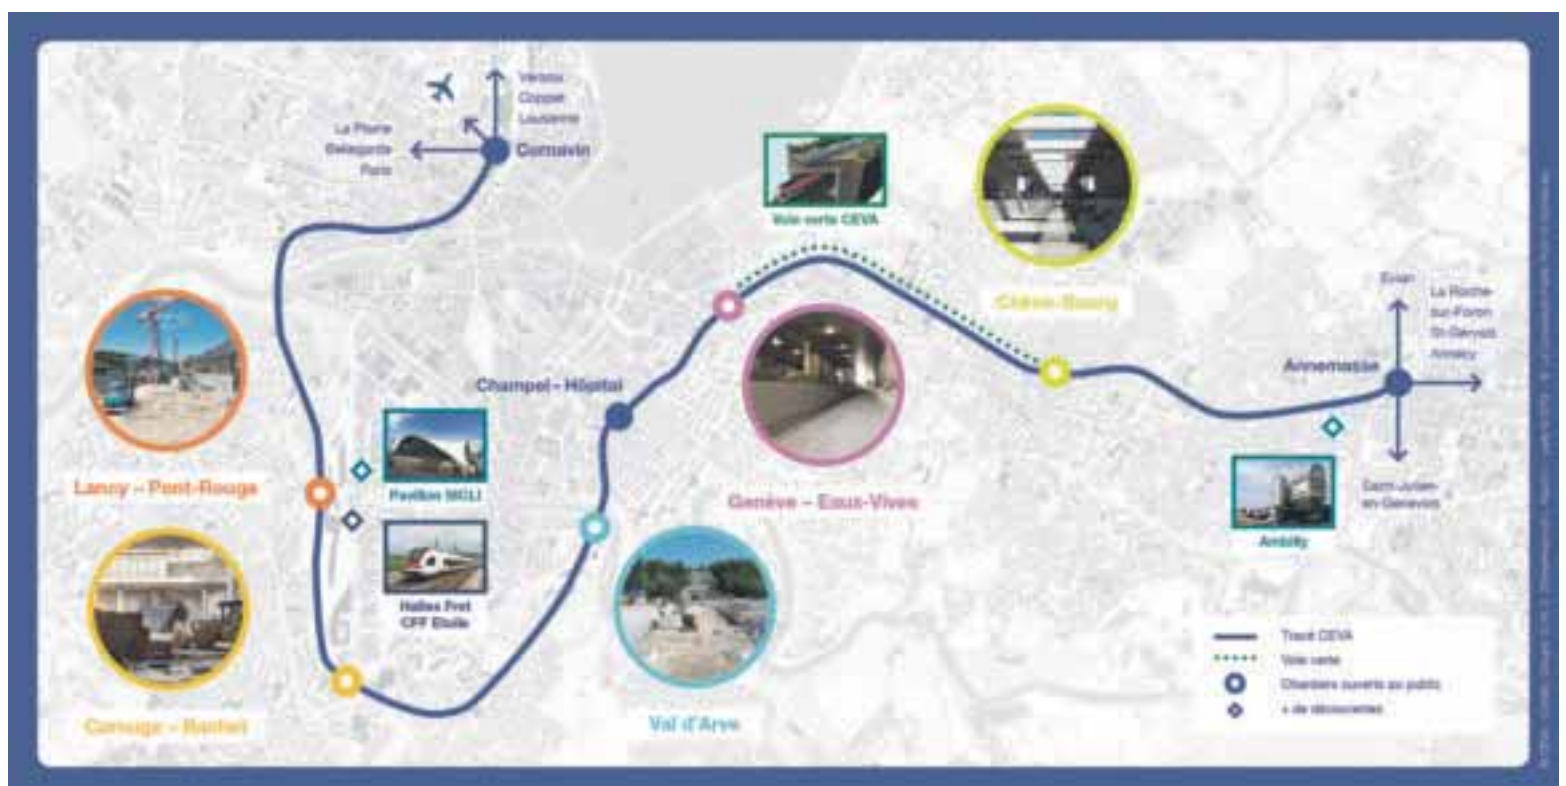 Versoix
Coppet
Lausanne
La Plaine
Bellegarde
Paris
Cornavin
Voie verte CEVA
Chêne-Bourg
Evian
La Roche-
sur-Foron
St-Gervais
Annecy
Annemasse
Champel – Hôpital
Lancy – Pont-Rouge
Pavillon SICLI
Genève – Eaux-Vives
Saint-Julien-
en-Genevois
Ambilly
Halles Fret
CFF Etoile
Carouge – Bachet
Val d'Arve
Tracé CEVA
Voie verte
Chantiers ouverts au public
+ de découvertes